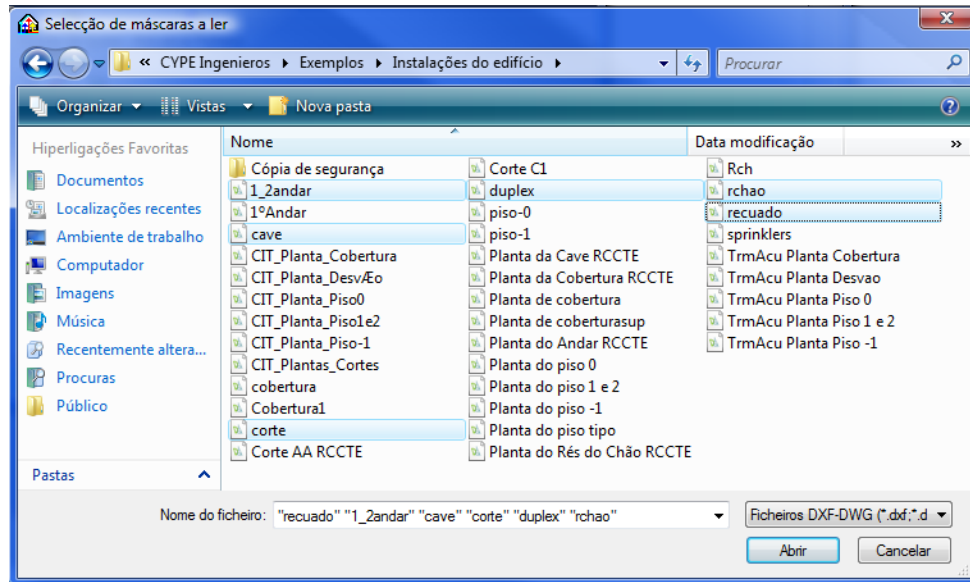 Selecção de máscaras a ler
« CYPE Ingenieros Exemplos Instalações do edifício
Procurar
Organizar Vistas Nova pasta
Hiperligações Favoritas
Documentos
Localizações recentes
Ambiente de trabalho
Computador
Imagens
Música
Recentemente altera...
Procuras
Público
Pastas
Nome Data modificação »
Cópia de segurança
1_2andar
1ºAndar
cave
CIT_Planta_Cobertura
CIT_Planta_DesvÆo
CIT_Planta_Piso0
CIT_Planta_Piso1e2
CIT_Planta_Piso-1
CIT_Plantas_Cortes
cobertura
Cobertura1
corte
Corte AA RCCTE
Corte C1
duplex
piso-0
piso-1
Planta da Cave RCCTE
Planta da Cobertura RCCTE
Planta de cobertura
Planta de coberturasup
Planta do Andar RCCTE
Planta do piso 0
Planta do piso 1 e 2
Planta do piso -1
Planta do piso tipo
Planta do Rés do Chão RCCTE
Rch
rchao
recuado
sprinklers
TrmAcu Planta Cobertura
TrmAcu Planta Desvao
TrmAcu Planta Piso 0
TrmAcu Planta Piso 1 e 2
TrmAcu Planta Piso -1
Nome do ficheiro: "recuado" "1_2andar" "cave" "corte" "duplex" "rchao"
Ficheiros DXF-DWG (*.dxf;*.d
Abrir Cancelar